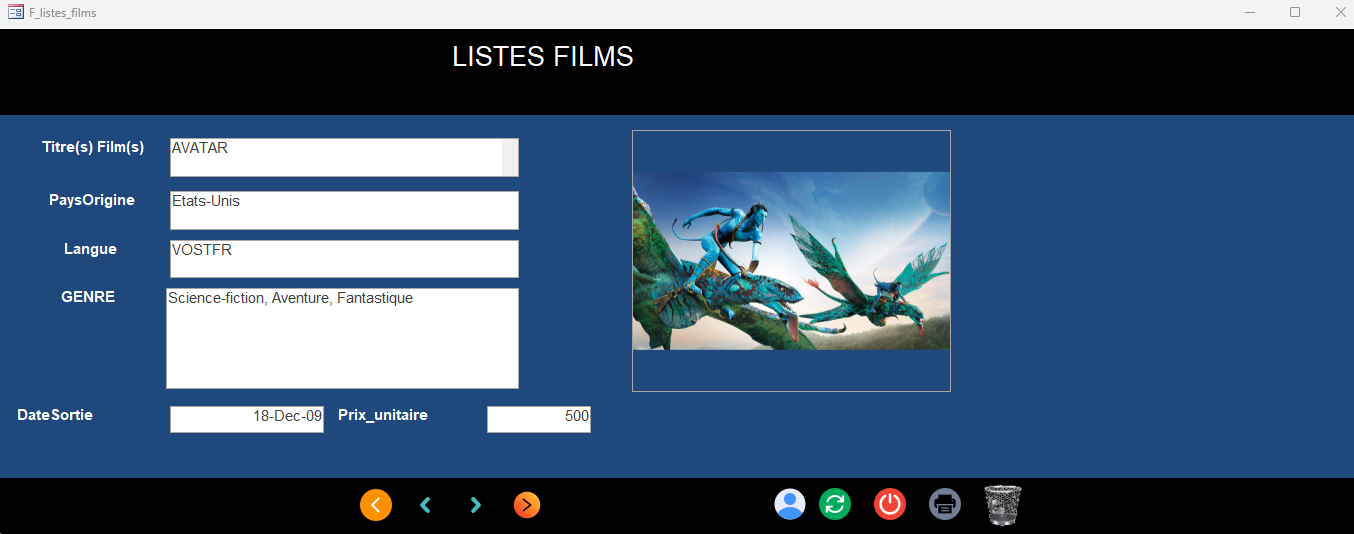 F_listes_films
LISTES FILMS
Titre(s) Film(s)
AVATAR
PaysOrigine
Etats-Unis
Langue
VOSTFR
GENRE
Science-fiction, Aventure, Fantastique
DateSortie
18-Dec-09
Prix_unitaire
500